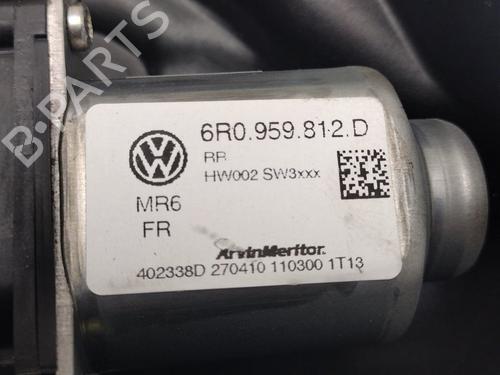 6R0.959.812.D
RR
HW002 SW3xxx
MR6
FR
ArvinMeritor.
402338D 270410 110300 1T13
B PARTS